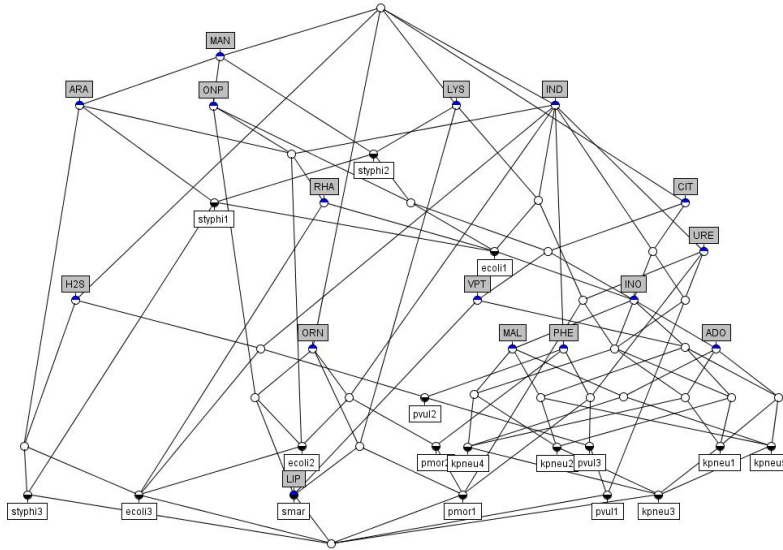 MAN
ARA
ONP
LYS
IND
styphi2
RHA
CIT
styphi1
URE
ecoli1
H2S
VPT
INO
ORN
MAL
PHE
ADO
pvul2
ecoli2
pmor2
kpneu4
kpneu2
pvul3
kpneu1
kpneu5
LIP
styphi3
ecoli3
smar
pmor1
pvul1
kpneu3